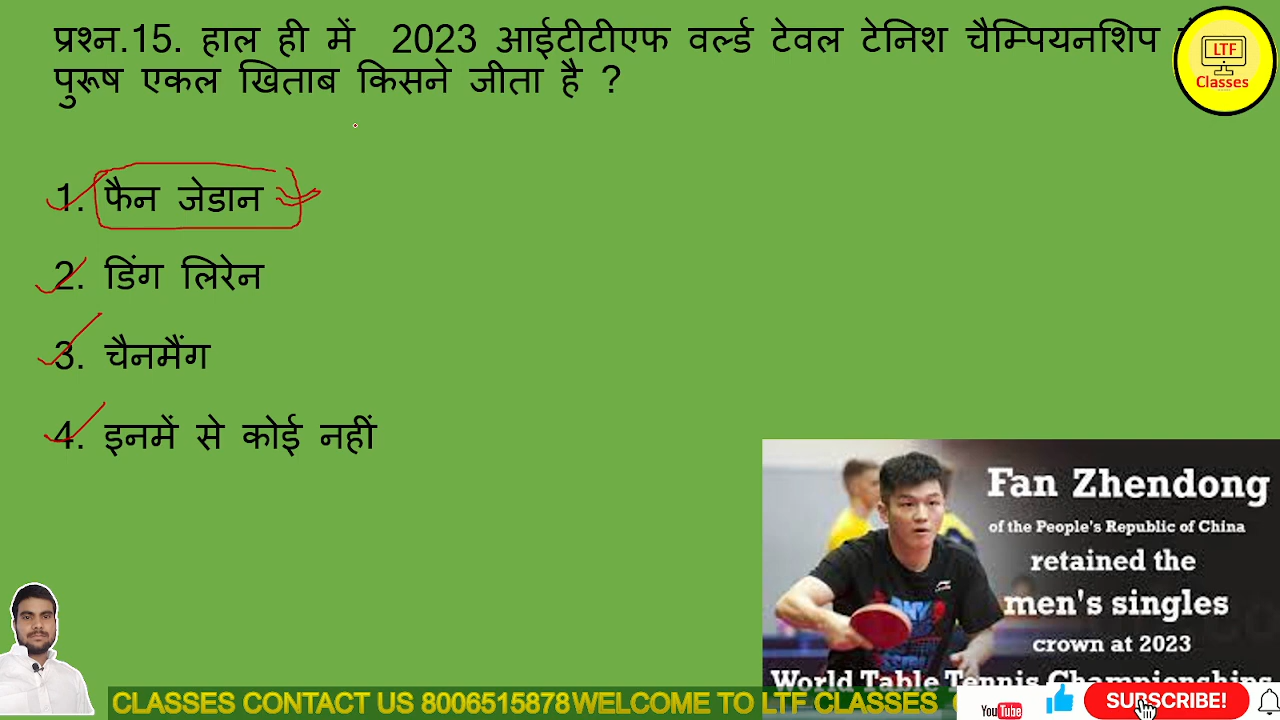 प्रश्न.15. हाल ही में 2023 आईटीटीएफ वर्ल्ड टेवल टेनिश चैम्पियनशिप
पुरूष एकल खिताब किसने जीता है ?
LTF
Classes
1. फैन जेडान
2. डिंग लिरेन
3. चैनमैंग
4. इनमें से कोई नहीं
Fan Zhendong
of the People's Republic of China
retained the
men's singles
crown at 2023
World Table Tennis Championships
CLASSES CONTACT US 8006515878 WELCOME TO LTF CLASSES
YouTube
SUBSCRIBE!